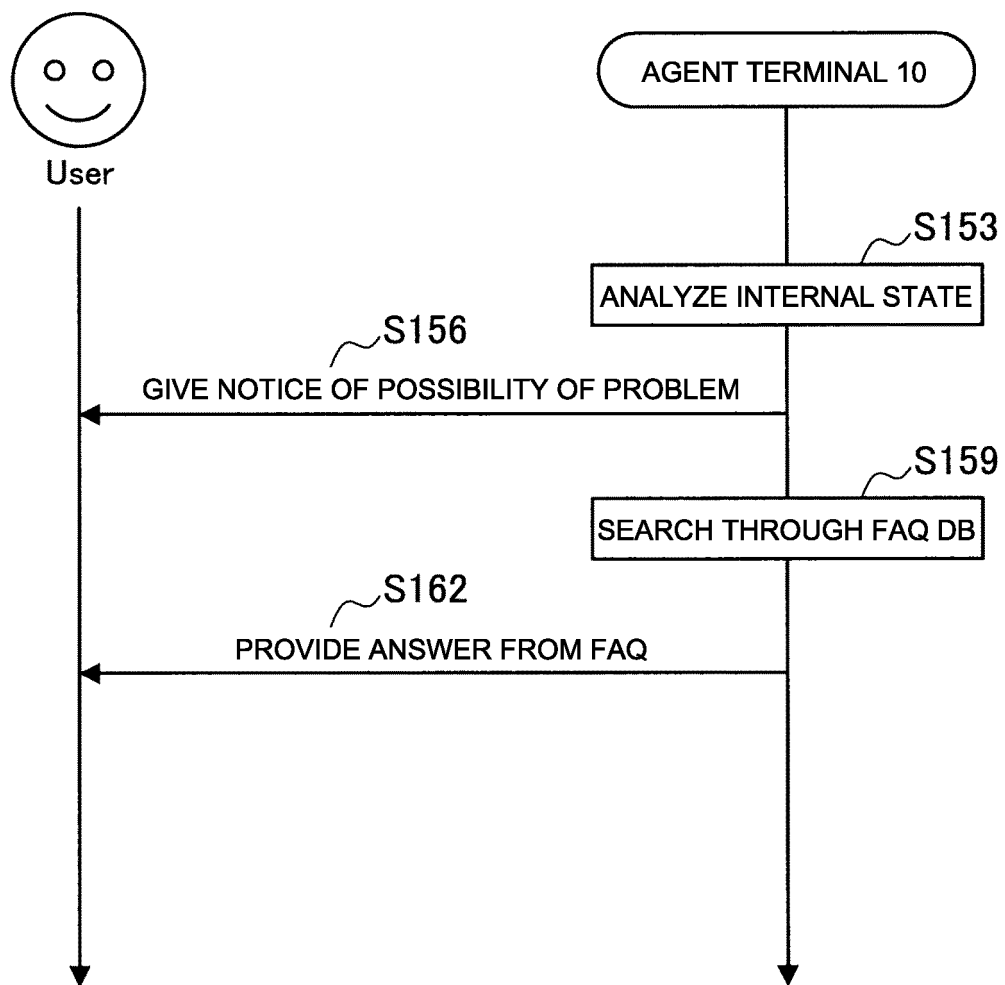 User
AGENT TERMINAL 10
S153
ANALYZE INTERNAL STATE
S156
GIVE NOTICE OF POSSIBILITY OF PROBLEM
S159
SEARCH THROUGH FAQ DB
S162
PROVIDE ANSWER FROM FAQ